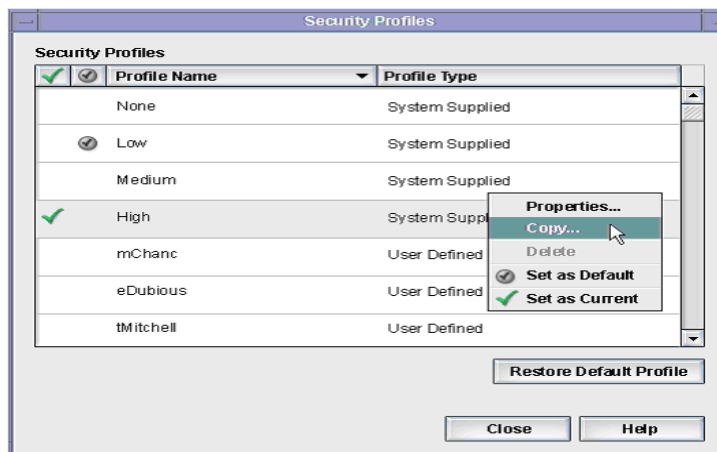 Security Profiles
Security Profiles
Profile Name Profile Type
None System Supplied
Low System Supplied
Medium System Supplied
High System Suppl
mChanc User Defined
eDubious User Defined
tMitchell User Defined
Properties...
Copy...
Delete
Set as Default
Set as Current
Restore Default Profile
Close Help